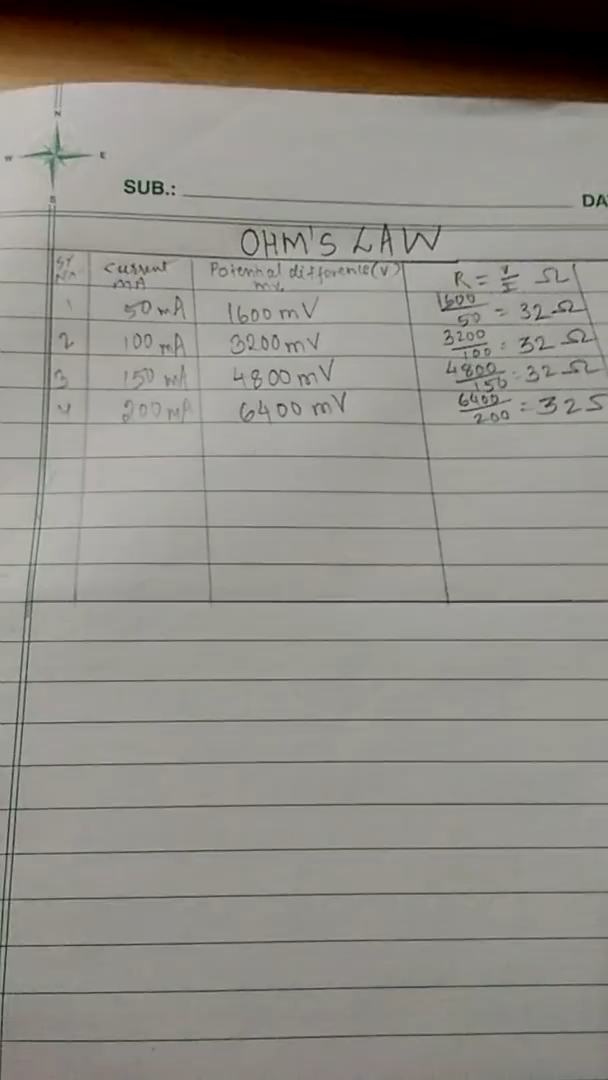 N
W E
S
SUB.: DA
OHM'S LAW
Sr No. Current mA Potential difference (V) mv. R = V/I Ω
1 50 mA 1600 mV 1600/50 = 32 Ω
2 100 mA 3200 mV 3200/100 = 32 Ω
3 150 mA 4800 mV 4800/150 = 32 Ω
4 200 mA 6400 mV 6400/200 = 32